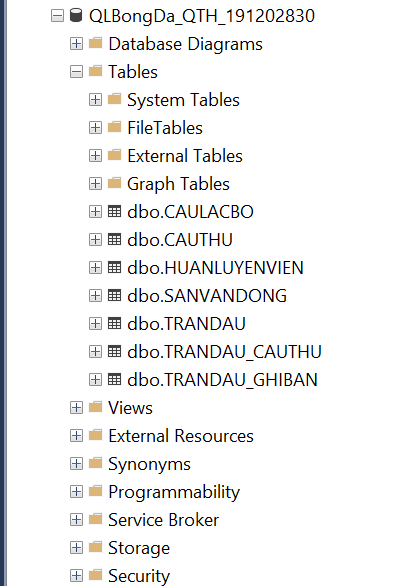 QLBongDa_QTH_191202830
Database Diagrams
Tables
System Tables
FileTables
External Tables
Graph Tables
dbo.CAULACBO
dbo.CAUTHU
dbo.HUANLUYENVIEN
dbo.SANVANDONG
dbo.TRANDAU
dbo.TRANDAU_CAUTHU
dbo.TRANDAU_GHIBAN
Views
External Resources
Synonyms
Programmability
Service Broker
Storage
Security